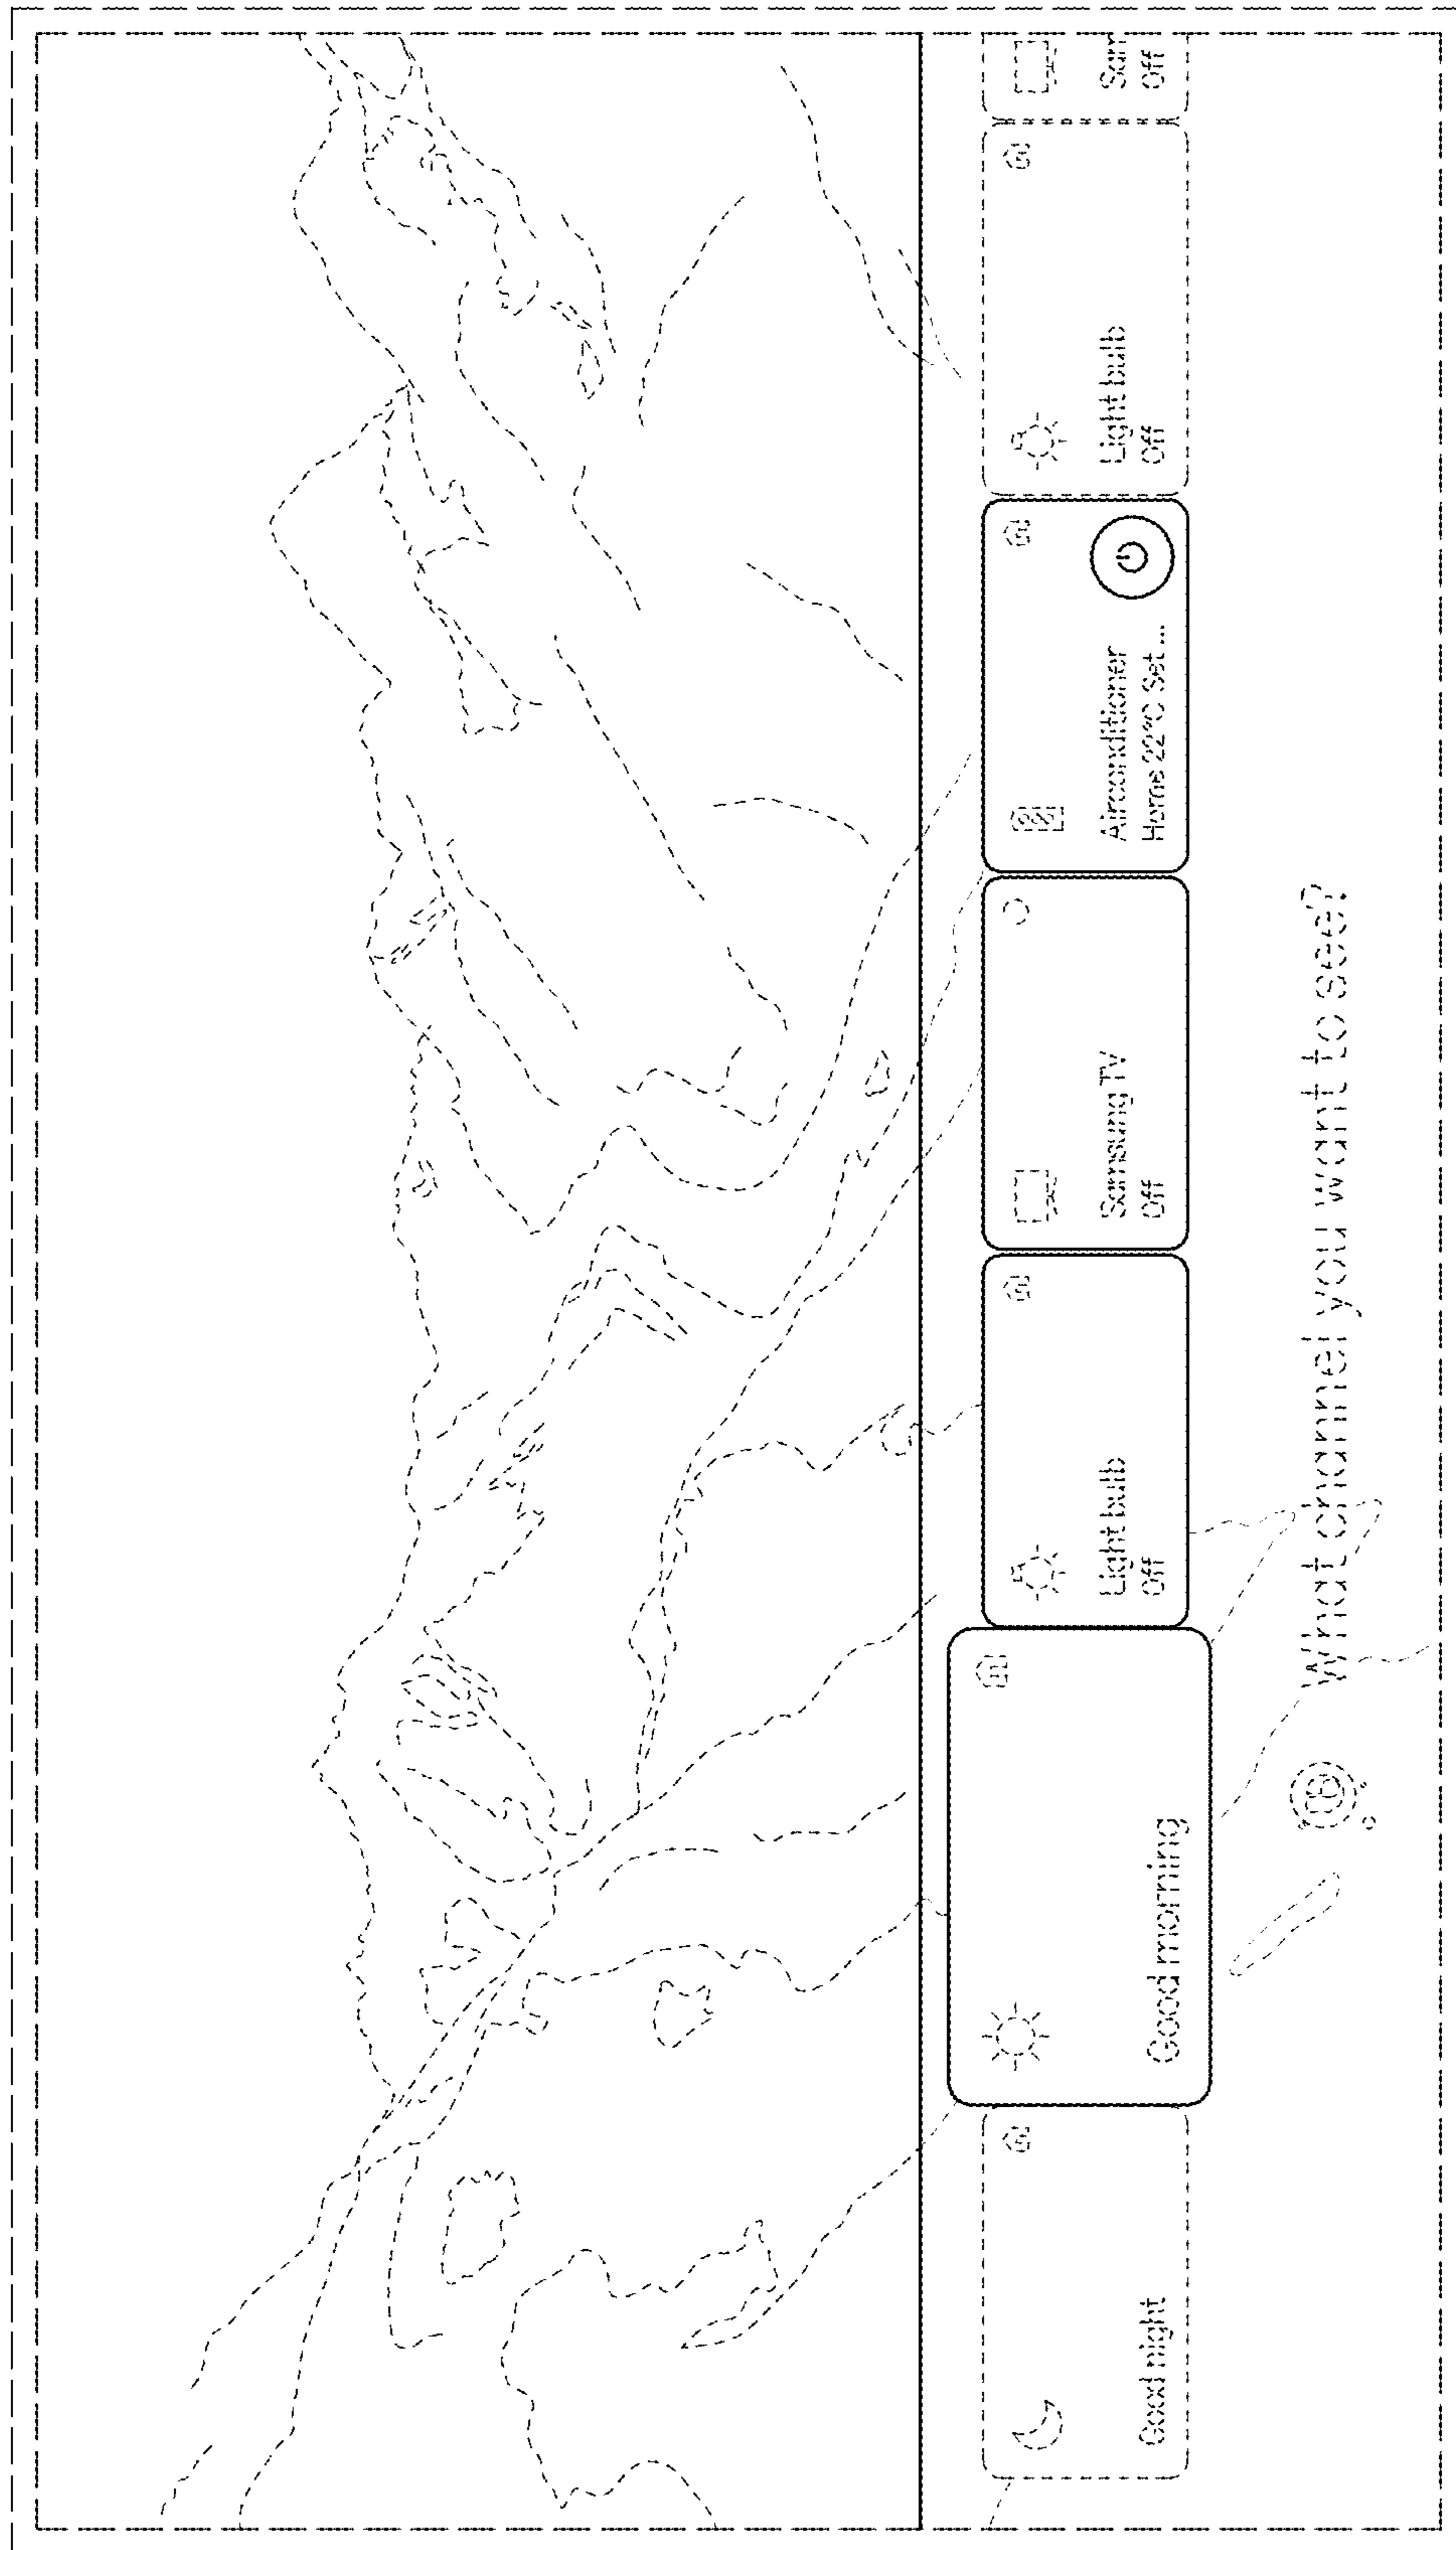 Good night
Good morning
Light bulb
Off
Samsung TV
Off
Airconditioner
Home 22°C Set...
Light bulb
Off
Sam
Off
What channel you want to see?